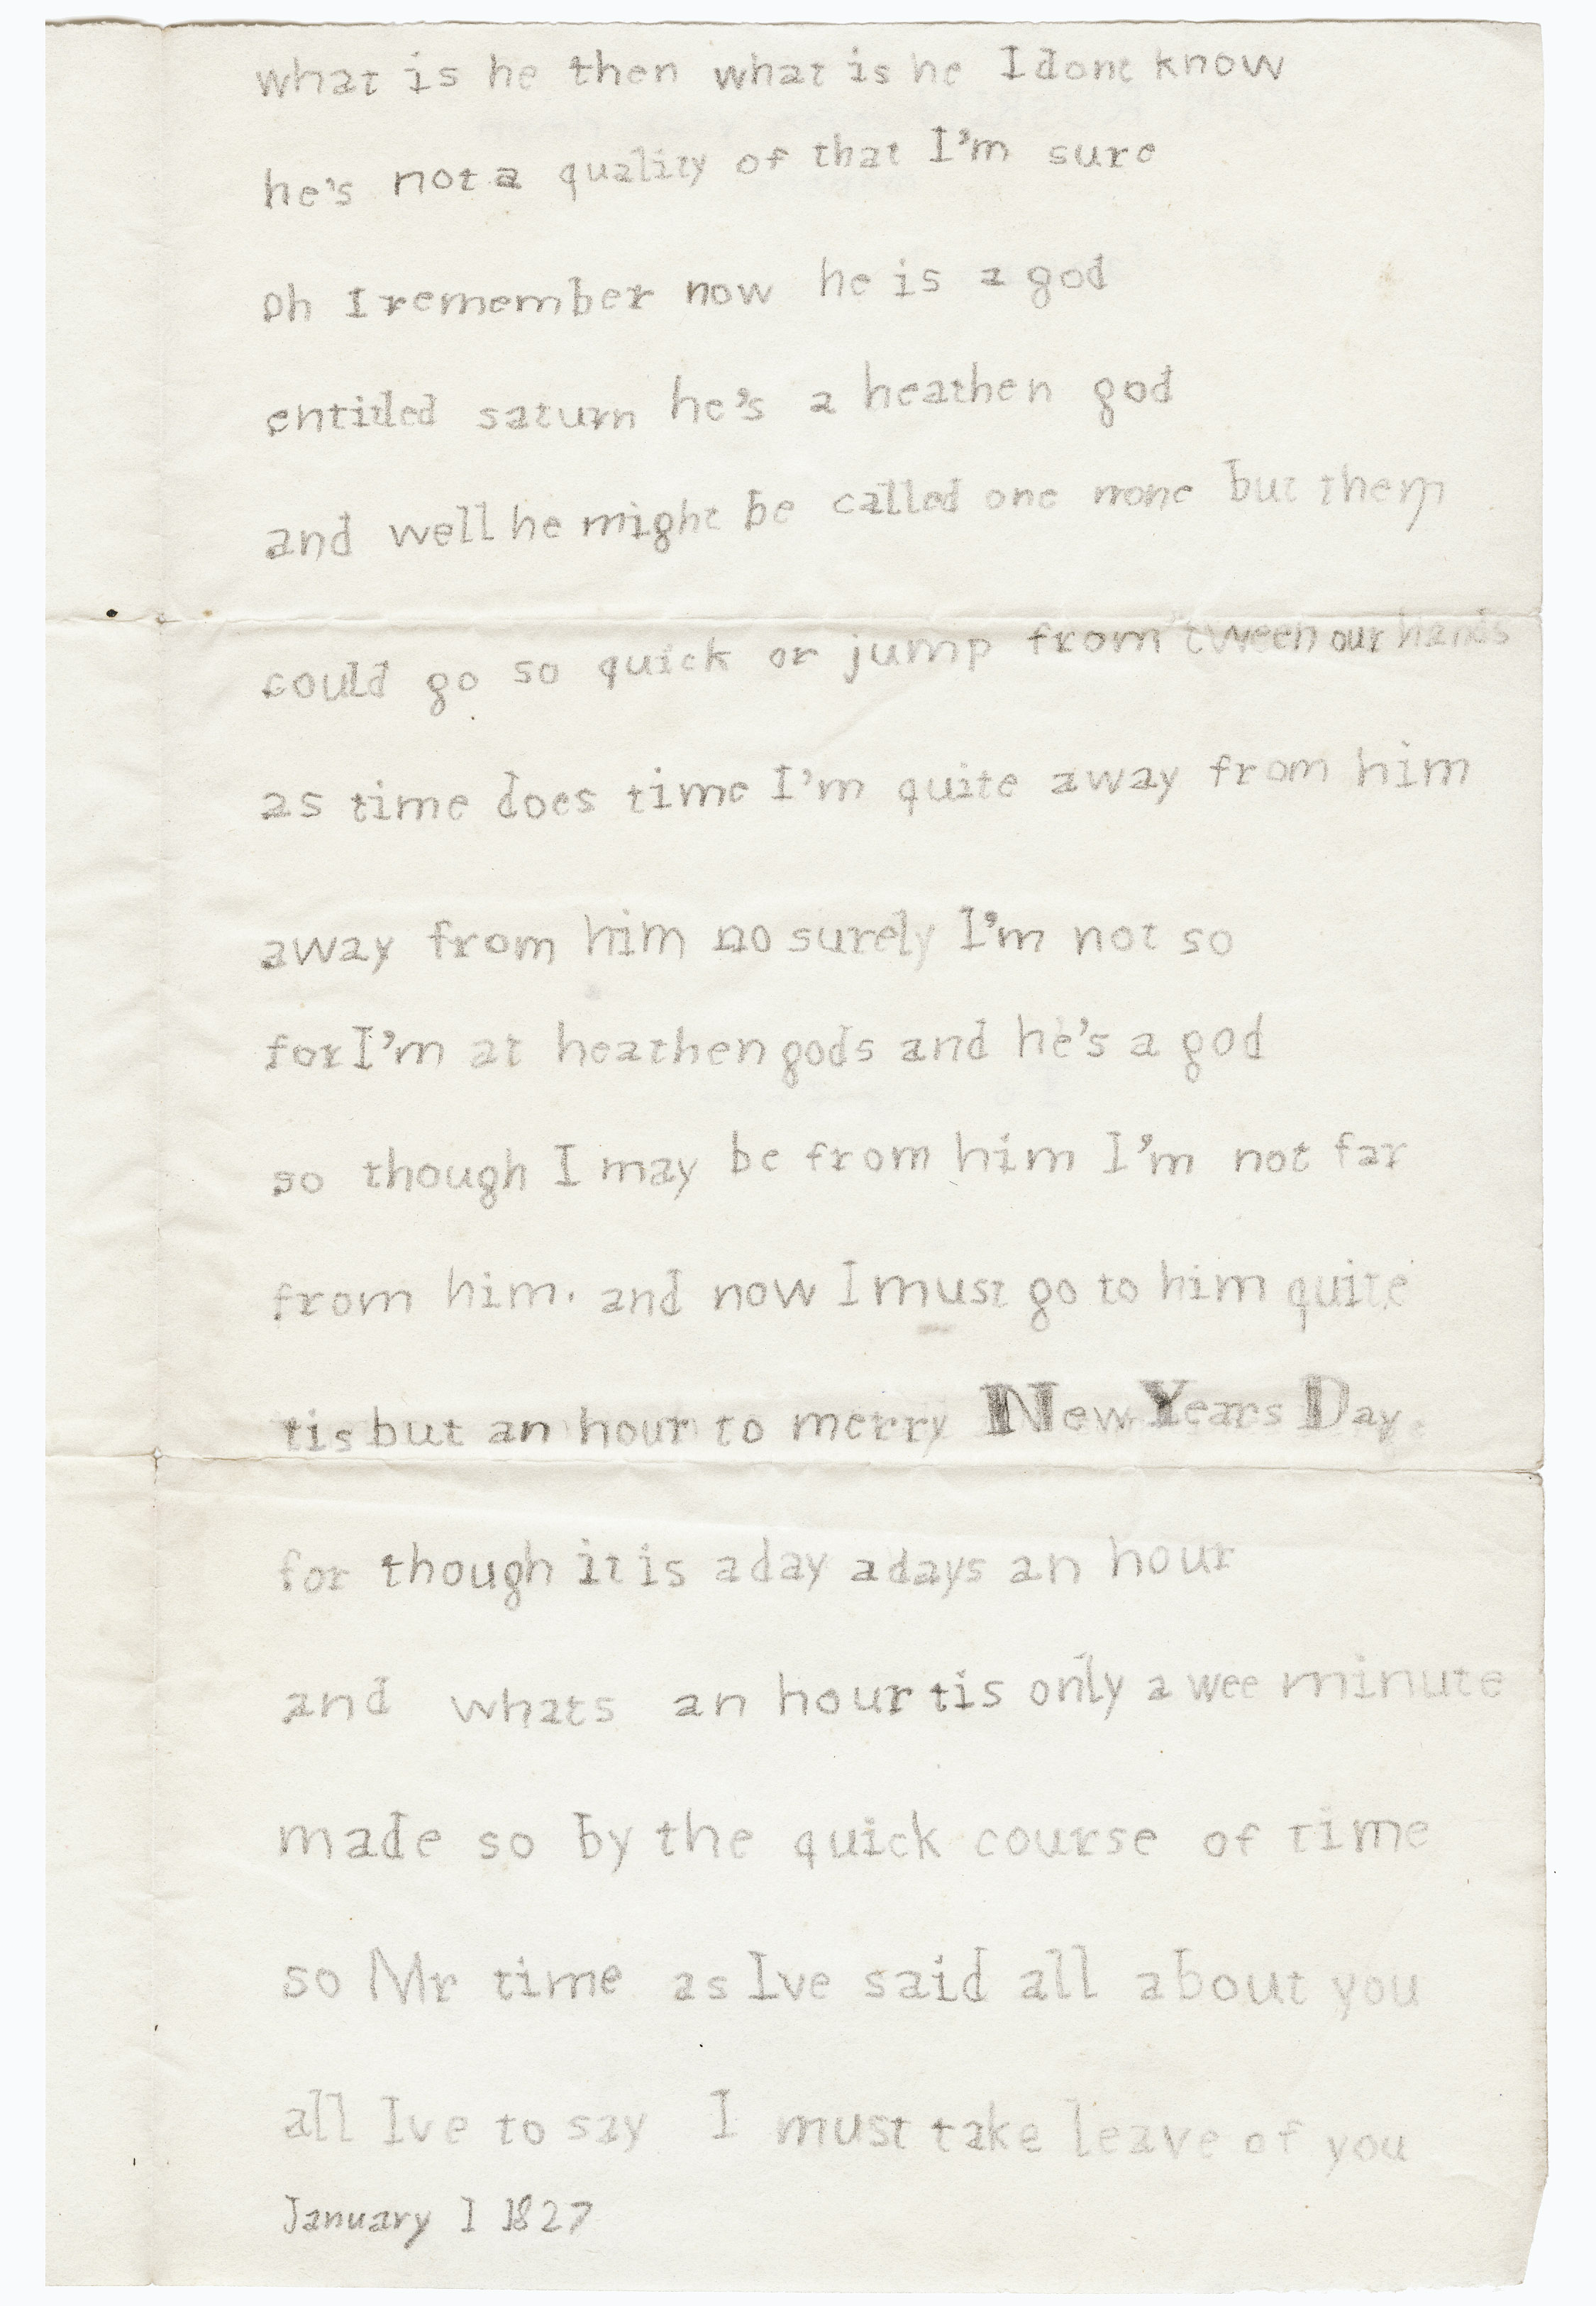 what is he then what is he I dont know
he's not a quality of that I'm sure
oh I remember now he is a god
entitled saturn he's a heathen god
and well he might be called one none but them
could go so quick or jump from 'tween our hands
as time does time I'm quite away from him
away from him no surely I'm not so
for I'm at heathen gods and he's a god
so though I may be from him I'm not far
from him. and now I must go to him quite
tis but an hour to merry New Years Day.
for though it is a day a days an hour
and whats an hour tis only a wee minute
made so by the quick course of time
so Mr time as Ive said all about you
all Ive to say I must take leave of you
January 1 1827